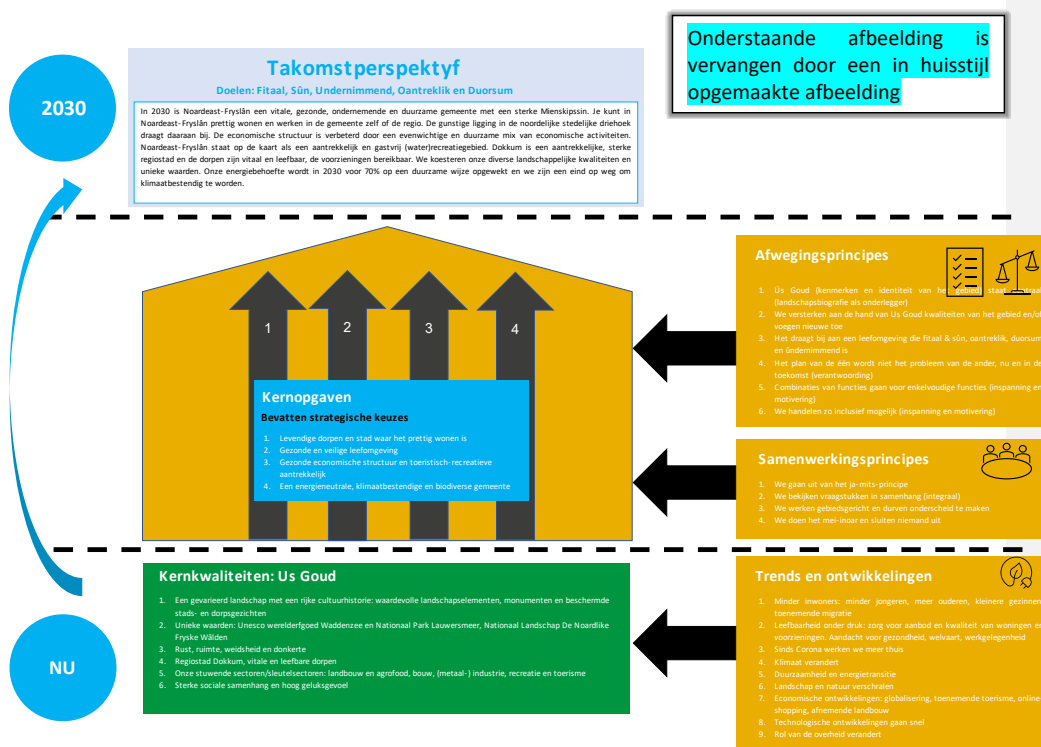 Onderstaande afbeelding is
vervangen door een in huisstijl
opgemaakte afbeelding
2030
Takomstperspektyf
Doelen: Fitaal, Sûn, Undernimmend, Oantreklik en Duorsum
In 2030 is Noardeast-Fryslân een vitale, gezonde, ondernemende en duurzame gemeente met een sterke Mienskipssin. Je kunt in
Noardeast-Fryslân prettig wonen en werken in de gemeente zelf of de regio. De gunstige ligging in de noordelijke stedelijke driehoek
draagt daaraan bij. De economische structuur is verbeterd door een evenwichtige en duurzame mix van economische activiteiten.
Noardeast-Fryslân staat op de kaart als een aantrekkelijk en gastvrij (water)recreatiegebied. Dokkum is een aantrekkelijke, sterke
regiostad en de dorpen zijn vitaal en leefbaar, de voorzieningen bereikbaar. We koesteren onze diverse landschappelijke kwaliteiten en
unieke waarden. Onze energiebehoefte wordt in 2030 voor 70% op een duurzame wijze opgewekt en we zijn een eind op weg om
klimaatbestendig te worden.
1
2
3
4
Kernopgaven
Bevatten strategische keuzes
1. Levendige dorpen en stad waar het prettig wonen is
2. Gezonde en veilige leefomgeving
3. Gezonde economische structuur en toeristisch-recreatieve
aantrekkelijk
4. Een energieneutrale, klimaatbestendige en biodiverse gemeente
Afwegingsprincipes
1. Ús Goud (kenmerken en identiteit van het gebied) staat
(landschapsbiografie als onderlegger)
2. We versterken aan de hand van Us Goud kwaliteiten van het gebied en/of
voegen nieuwe toe
3. Het draagt bij aan een leefomgeving die fitaal & sûn, oantreklik, duorsum
en ûndernimmend is
4. Het plan van de één wordt niet het probleem van de ander, nu en in de
toekomst (verantwoording)
5. Combinaties van functies gaan voor enkelvoudige functies (inspanning en
motivering)
6. We handelen zo inclusief mogelijk (inspanning en motivering)
Samenwerkingsprincipes
1. We gaan uit van het ja-mits-principe
2. We bekijken vraagstukken in samenhang (integraal)
3. We werken gebiedsgericht en durven onderscheid te maken
4. We doen het mei-inoar en sluiten niemand uit
NU
Kernkwaliteiten: Us Goud
1. Een gevarieerd landschap met een rijke cultuurhistorie: waardevolle landschapselementen, monumenten en beschermde
stads- en dorpsgezichten
2. Unieke waarden: Unesco werelderfgoed Waddenzee en Nationaal Park Lauwersmeer, Nationaal Landschap De Noardlike
Fryske Wâlden
3. Rust, ruimte, weidsheid en donkerte
4. Regiostad Dokkum, vitale en leefbare dorpen
5. Onze stuwende sectoren/sleutelsectoren: landbouw en agrofood, bouw, (metaal-) industrie, recreatie en toerisme
6. Sterke sociale samenhang en hoog geluksgevoel
Trends en ontwikkelingen
1. Minder inwoners: minder jongeren, meer ouderen, kleinere gezinnen,
toenemende migratie
2. Leefbaarheid onder druk: zorg voor aanbod en kwaliteit van woningen en
voorzieningen. Aandacht voor gezondheid, welvaart, werkgelegenheid
3. Sinds Corona werken we meer thuis
4. Klimaat verandert
5. Duurzaamheid en energietransitie
6. Landschap en natuur verschralen
7. Economische ontwikkelingen: globalisering, toenemende toerisme, online
shopping, afnemende landbouw
8. Technologische ontwikkelingen gaan snel
9. Rol van de overheid verandert